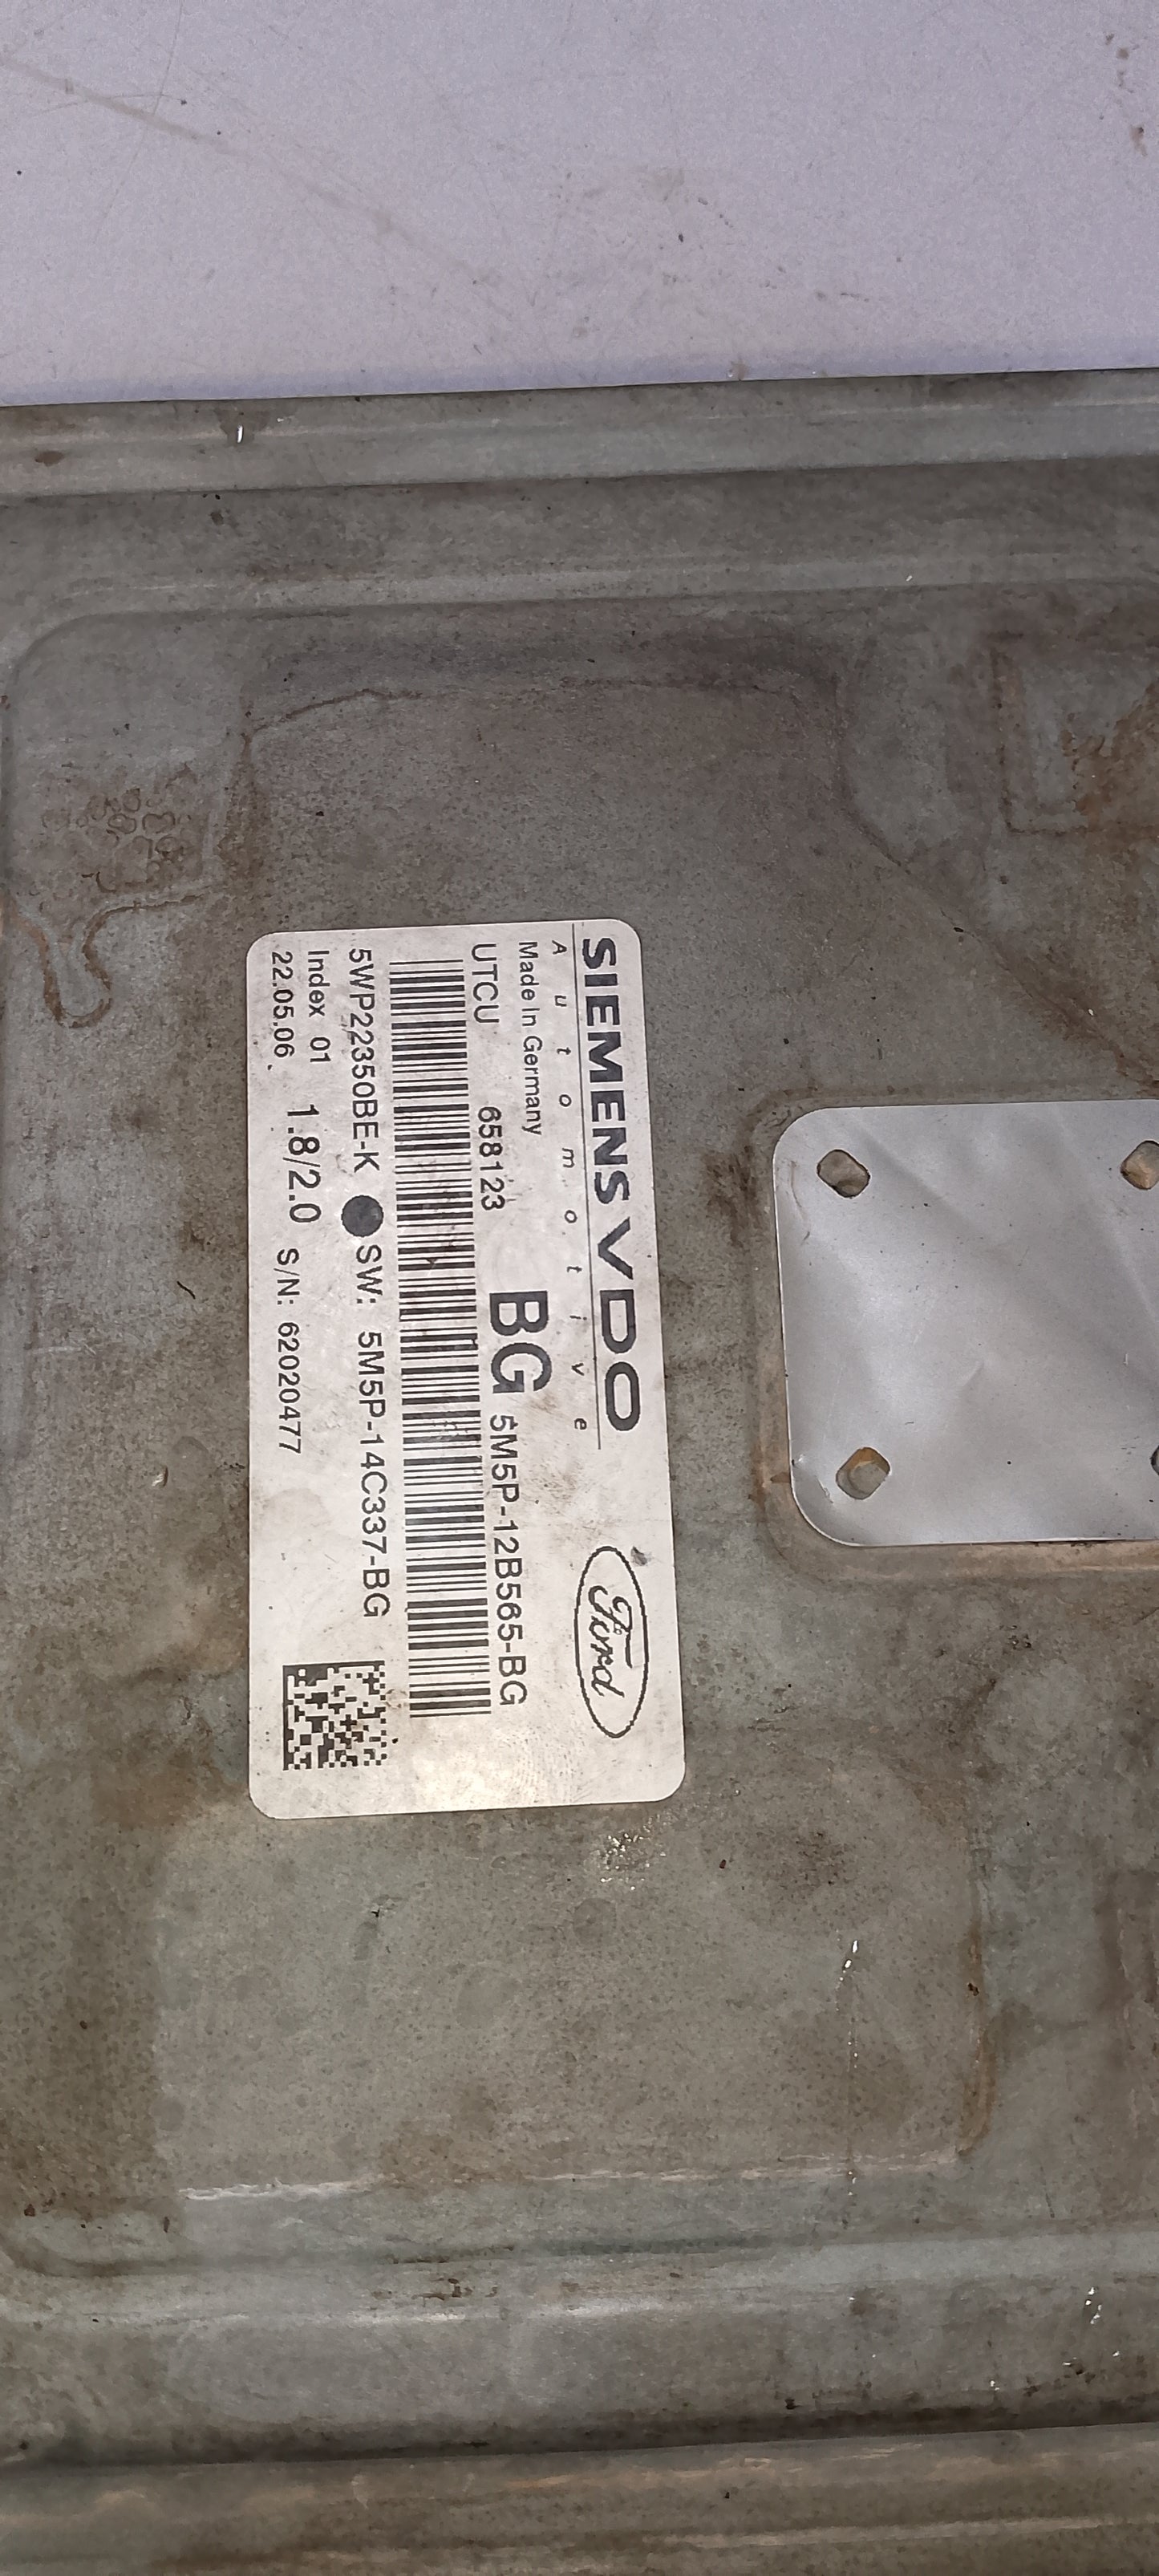 SIEMENS VDO
Automotive
Ford
Made In Germany
UTCU 658123 BG 5M5P-12B565-BG
5WP22350BE-K SW: 5M5P-14C337-BG
Index 01
22.05.06 1.8/2.0 S/N: 62020477